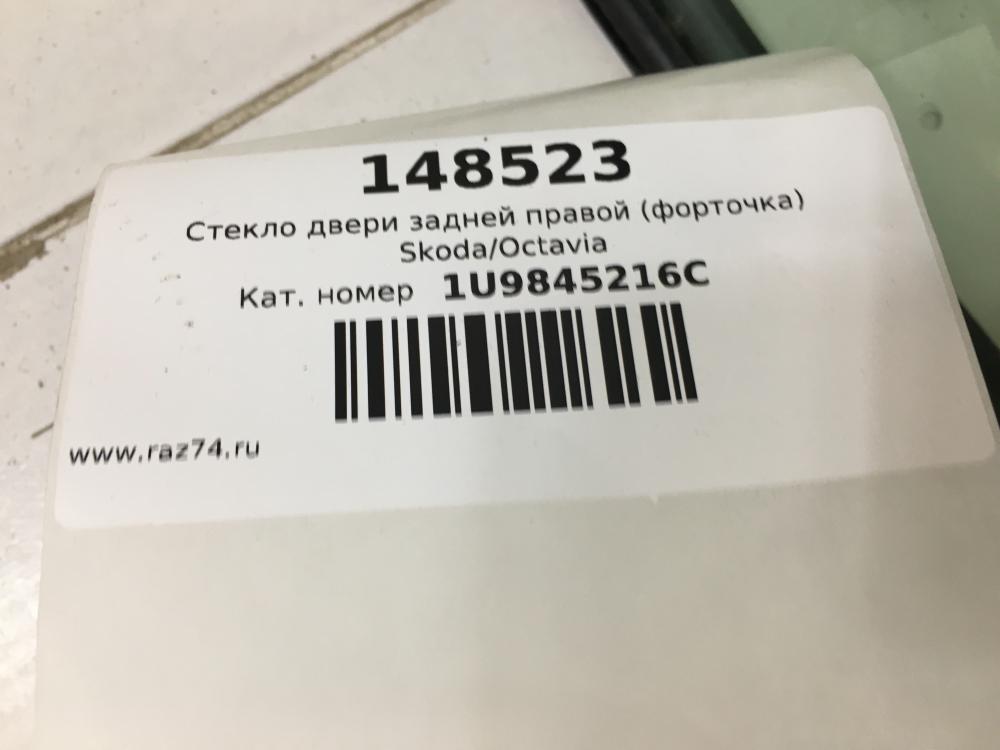 148523
Стекло двери задней правой (форточка)
Skoda/Octavia
Кат. номер 1U9845216C
www.raz74.ru